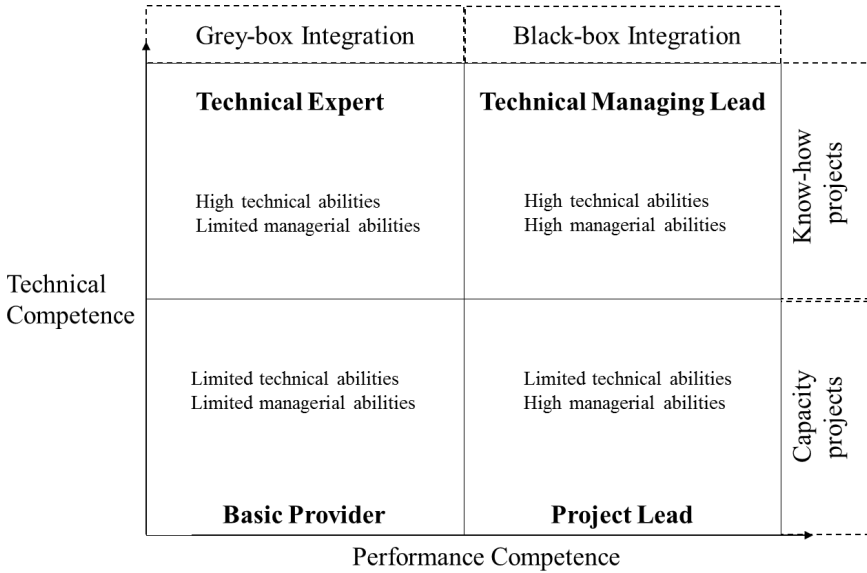 Grey-box Integration
Black-box Integration
Technical Expert
Technical Managing Lead
High technical abilities
Limited managerial abilities
High technical abilities
High managerial abilities
Know-how
projects
Technical
Competence
Limited technical abilities
Limited managerial abilities
Limited technical abilities
High managerial abilities
Capacity
projects
Basic Provider
Project Lead
Performance Competence